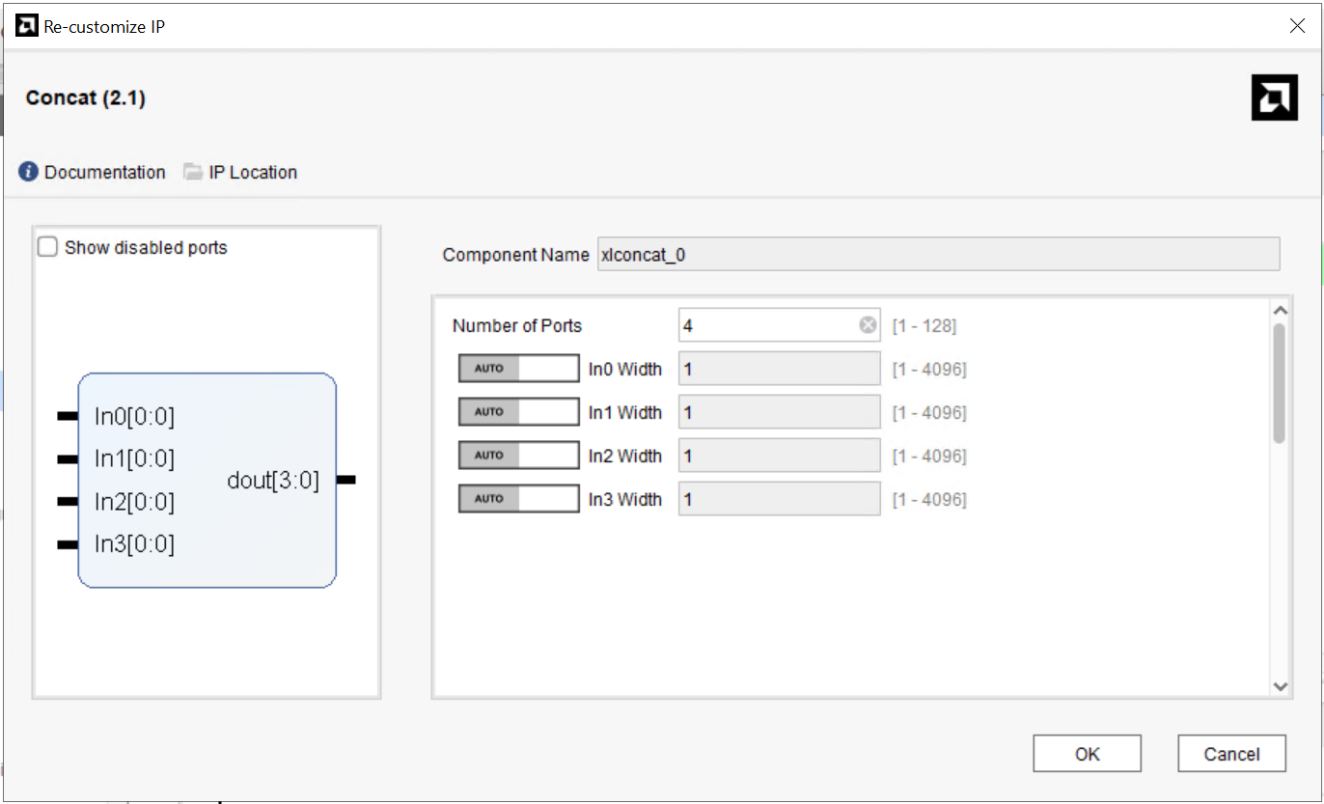 Re-customize IP
Concat (2.1)
Documentation IP Location
Show disabled ports
In0[0:0]
In1[0:0]
In2[0:0]
In3[0:0]
dout[3:0]
Component Name xlconcat_0
Number of Ports 4 [1 - 128]
AUTO In0 Width 1 [1 - 4096]
AUTO In1 Width 1 [1 - 4096]
AUTO In2 Width 1 [1 - 4096]
AUTO In3 Width 1 [1 - 4096]
OK Cancel